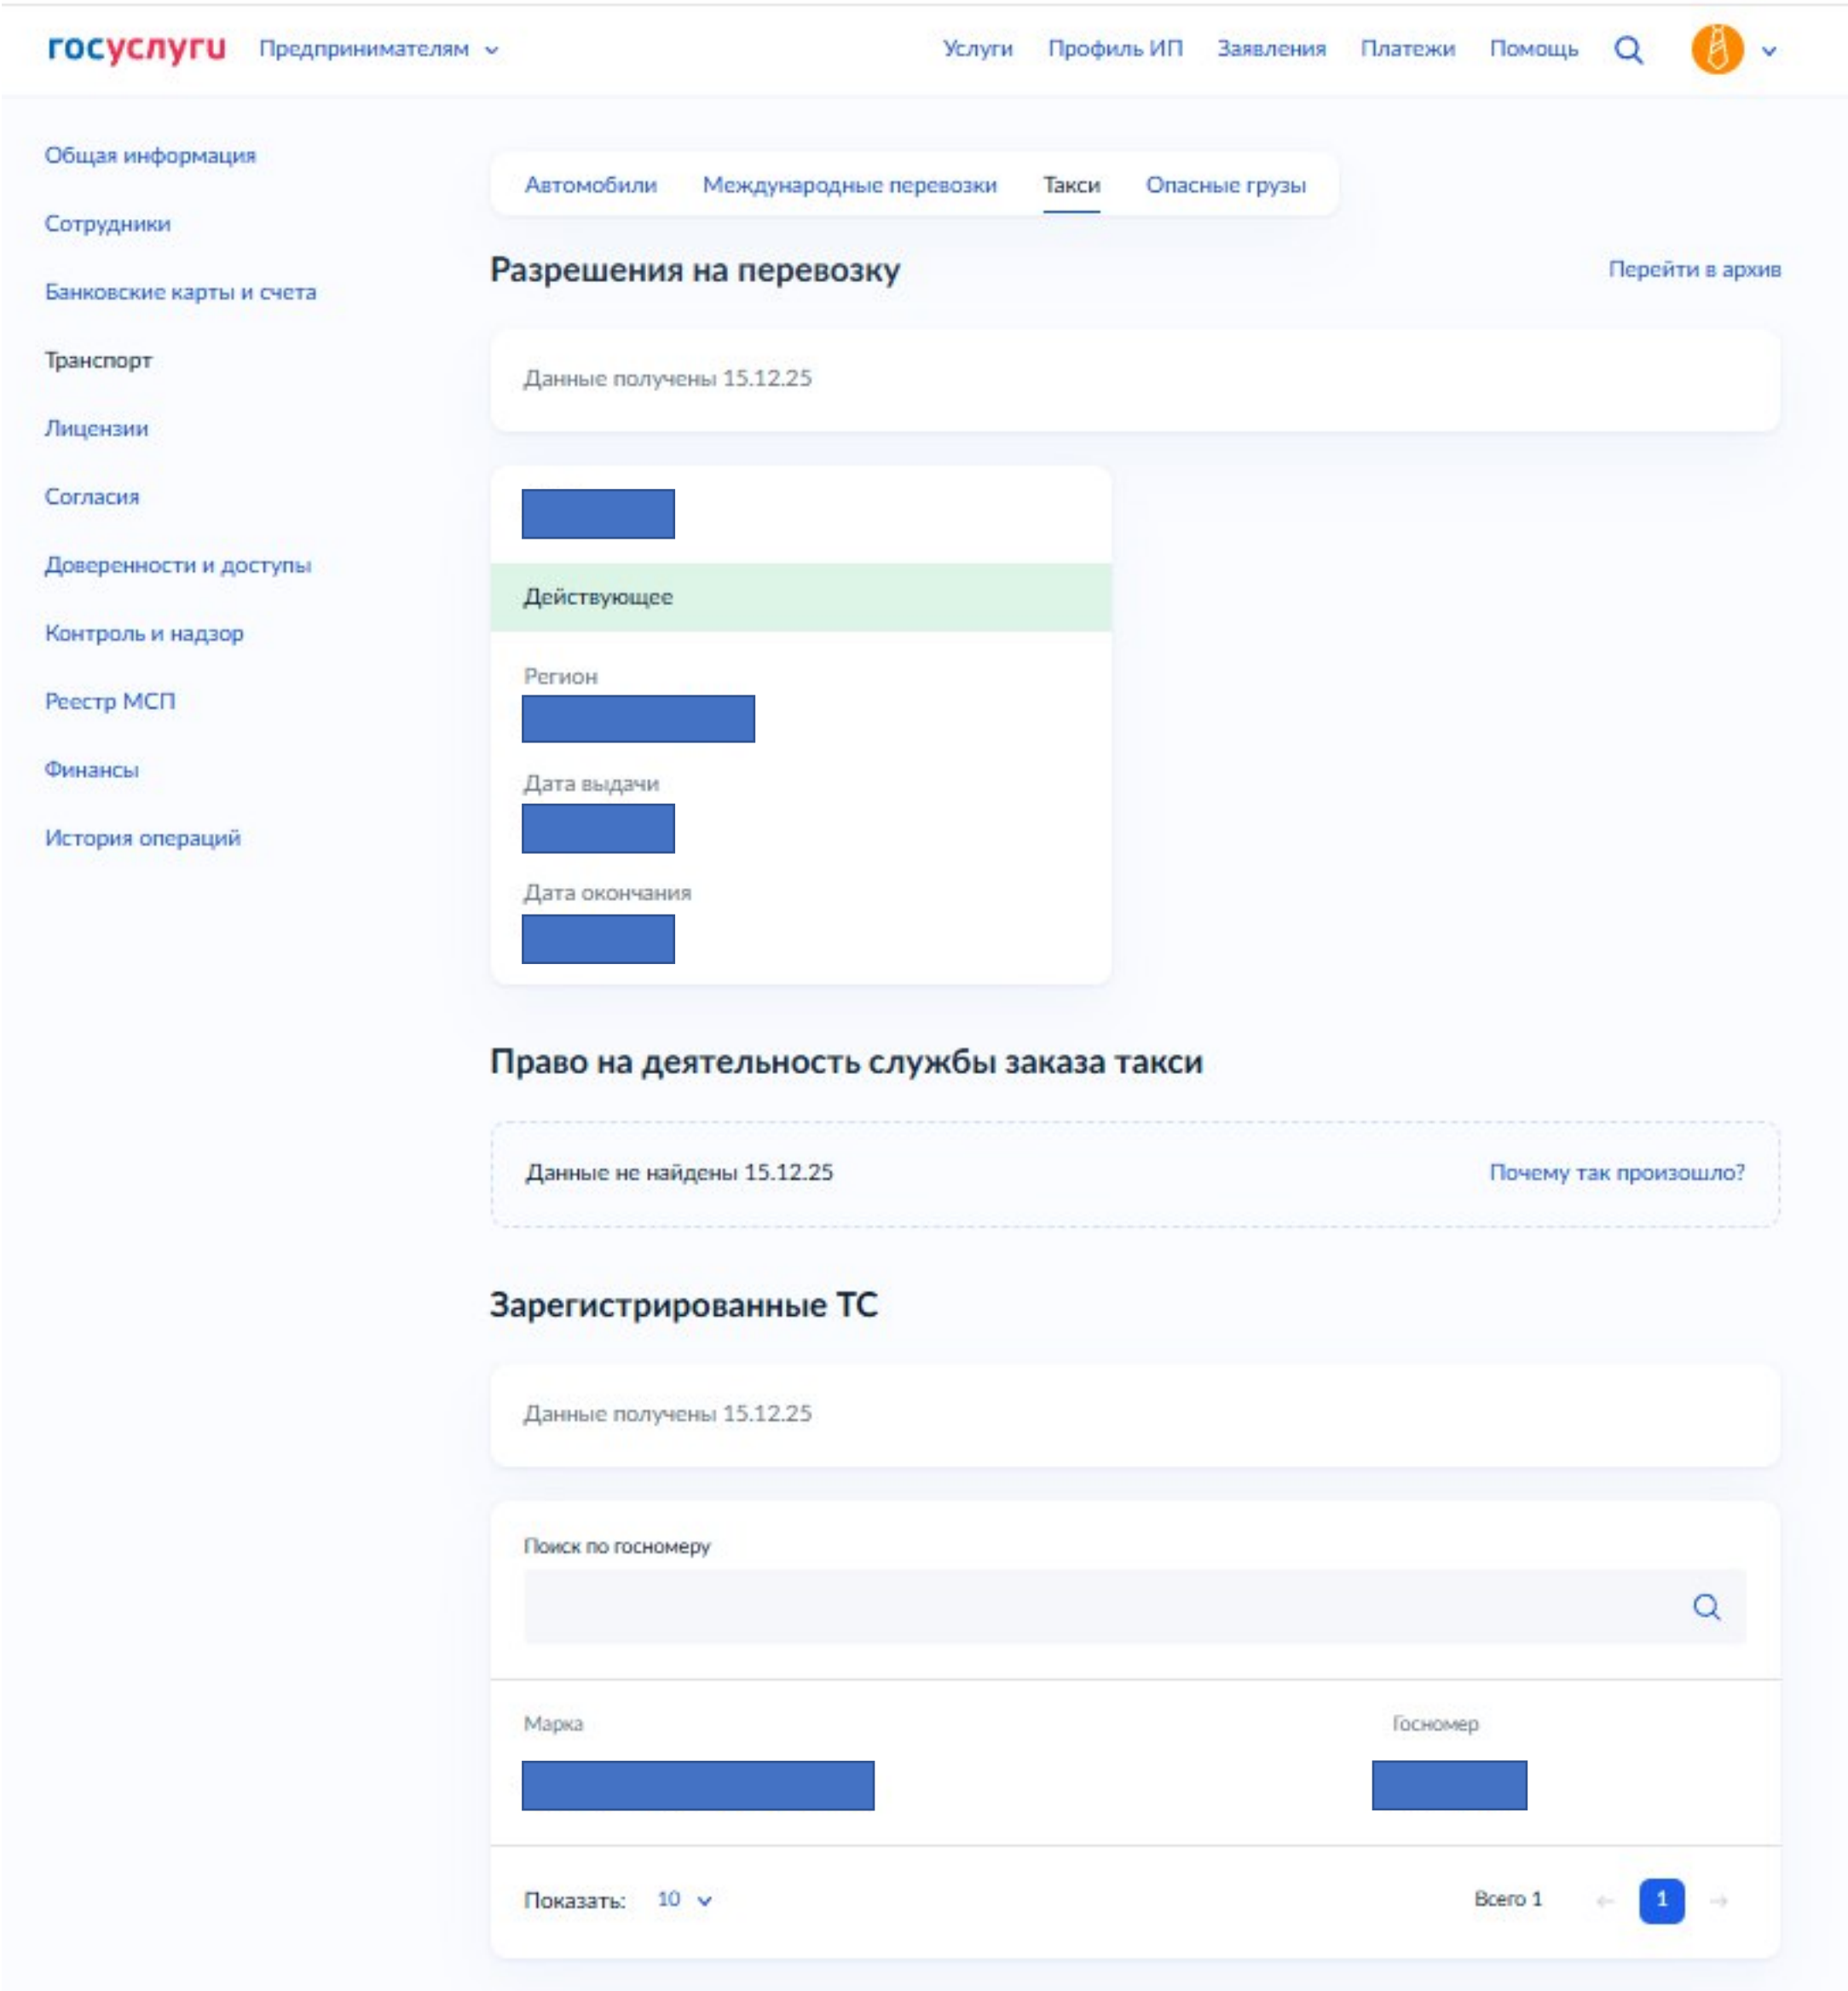 госуслуги Предпринимателям Услуги Профиль ИП Заявления Платежи Помощь
Общая информация
Сотрудники
Банковские карты и счета
Транспорт
Лицензии
Согласия
Доверенности и доступы
Контроль и надзор
Реестр МСП
Финансы
История операций
Автомобили Международные перевозки Такси Опасные грузы
Разрешения на перевозку Перейти в архив
Данные получены 15.12.25
Действующее
Регион
Дата выдачи
Дата окончания
Право на деятельность службы заказа такси
Данные не найдены 15.12.25 Почему так произошло?
Зарегистрированные ТС
Данные получены 15.12.25
Поиск по госномеру
Марка Госномер
Показать: 10 Всего 1 ← 1 →